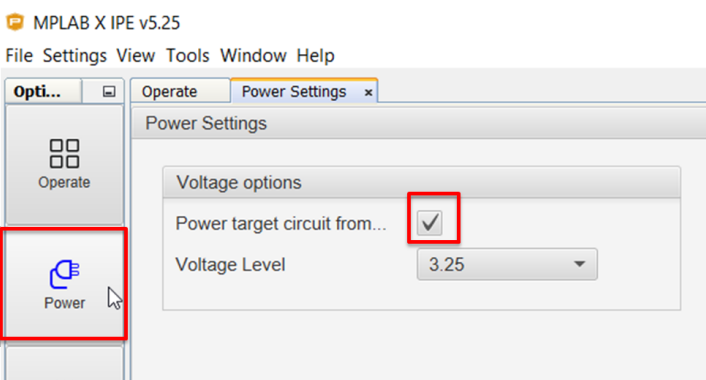 MPLAB X IPE v5.25
File Settings View Tools Window Help
Opti...
Operate
Power Settings
Power Settings
Operate
Voltage options
Power target circuit from...
Voltage Level
3.25
Power